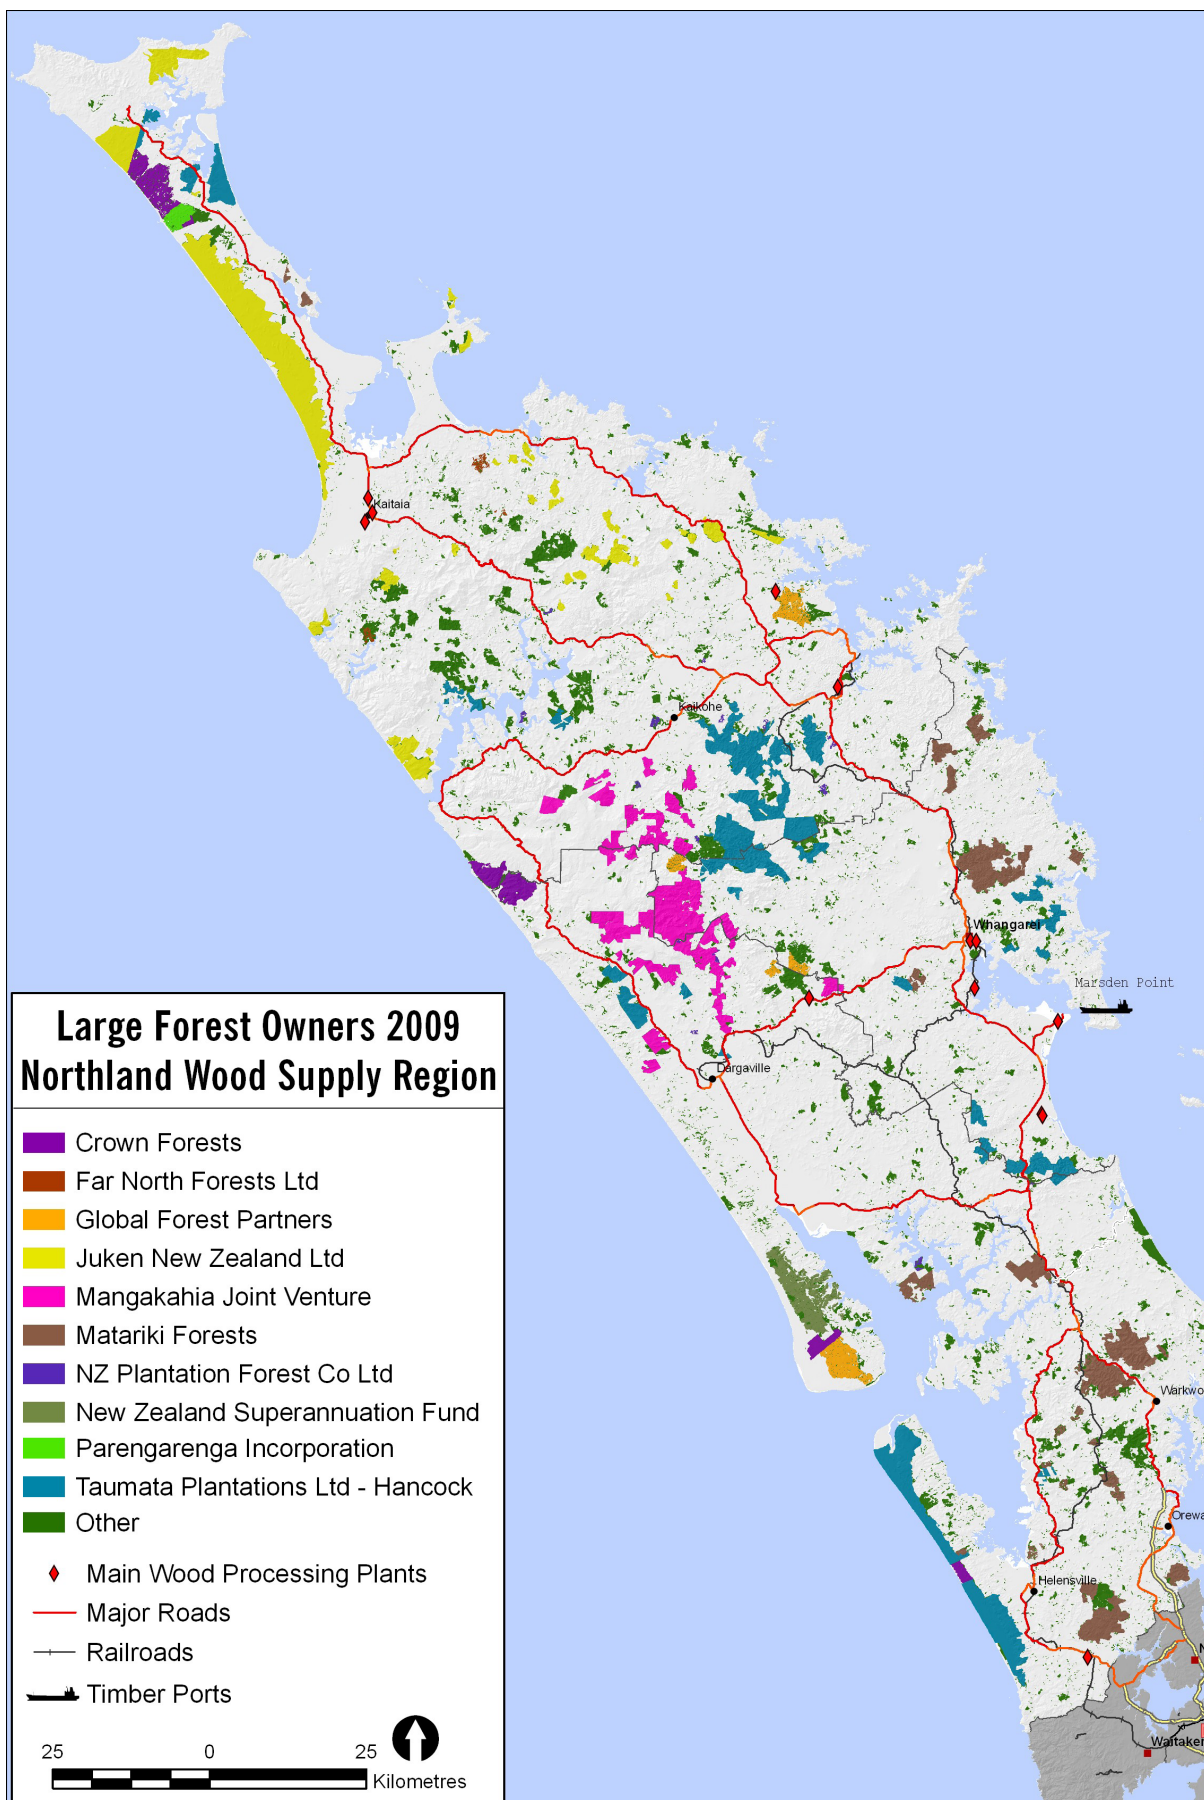 Kaitaia
Kaikohe
Whangarei
Marsden Point
Dargaville
Warkwo
Orewa
Helensville
N
Waitaker
Large Forest Owners 2009
Northland Wood Supply Region
Crown Forests
Far North Forests Ltd
Global Forest Partners
Juken New Zealand Ltd
Mangakahia Joint Venture
Matariki Forests
NZ Plantation Forest Co Ltd
New Zealand Superannuation Fund
Parengarenga Incorporation
Taumata Plantations Ltd - Hancock
Other
Main Wood Processing Plants
Major Roads
Railroads
Timber Ports
25 0 25
Kilometres